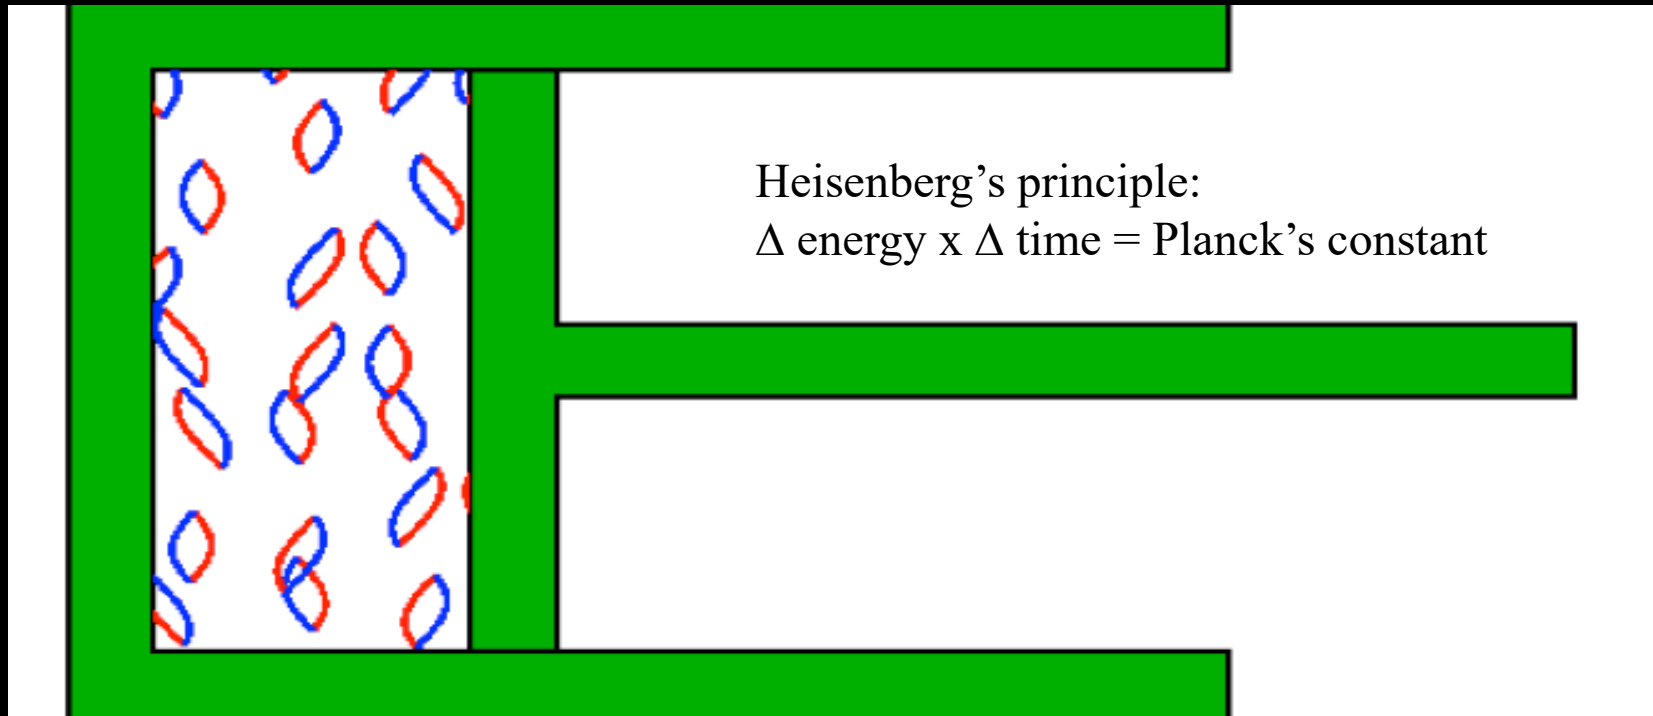 Heisenberg’s principle:
Δ energy x Δ time = Planck’s constant